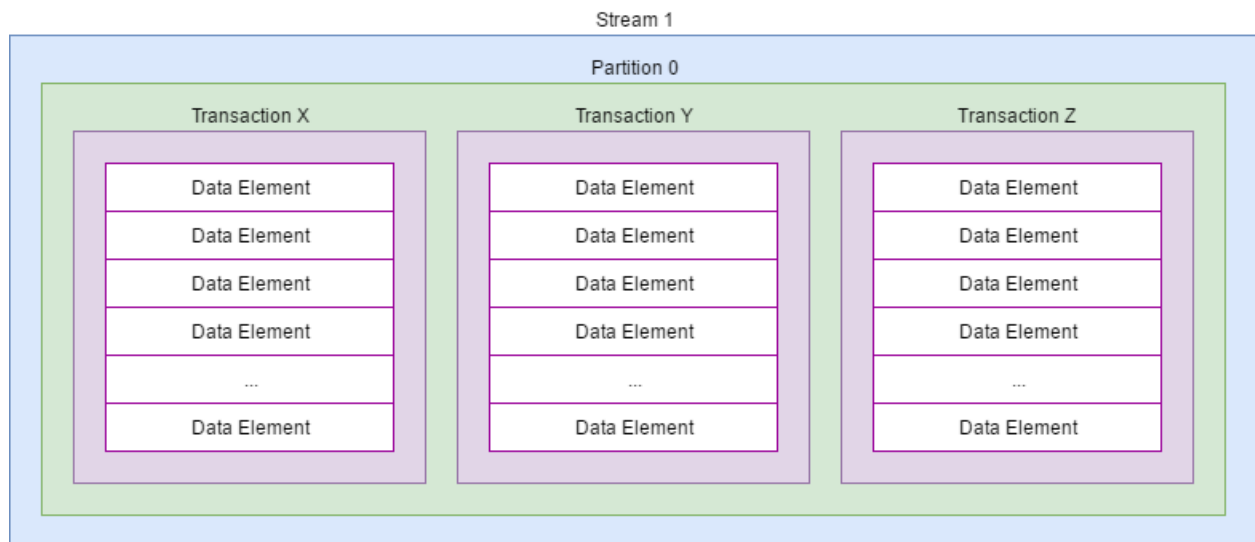 Stream 1
Partition 0
Transaction X
Transaction Y
Transaction Z
Data Element
Data Element
Data Element
Data Element
Data Element
Data Element
Data Element
Data Element
Data Element
Data Element
Data Element
Data Element
...
...
...
Data Element
Data Element
Data Element